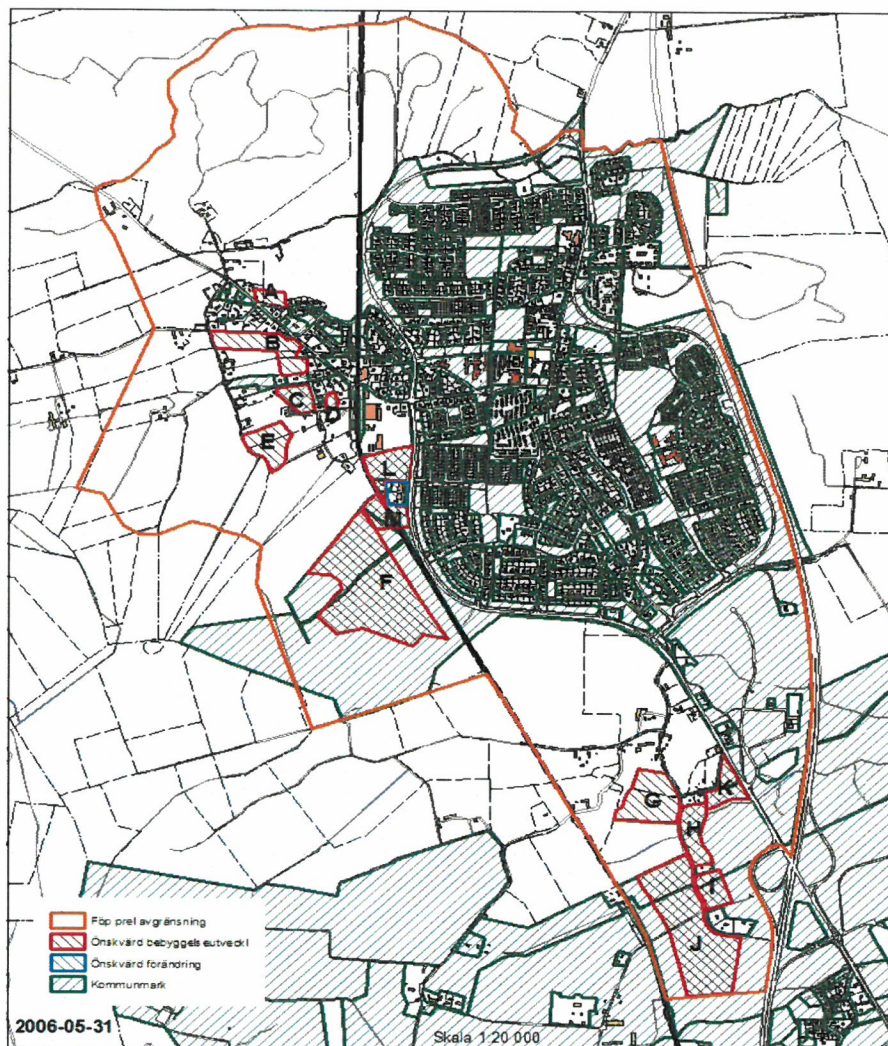 A
B
C
D
E
L
F
K
G
H
I
J
Föp prel avgränsning
Önskvärd bebyggelseutveckl
Önskvärd förändring
Kommunmark
2006-05-31
Skala 1:20 000